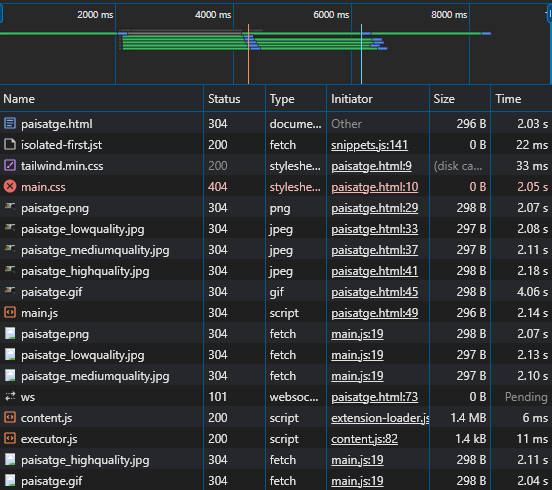 2000 ms 4000 ms 6000 ms 8000 ms
Name Status Type Initiator Size Time
paisatge.html 304 docume... Other 296 B 2.03 s
isolated-first.jst 200 fetch snippets.js:141 0 B 22 ms
tailwind.min.css 200 styleshe... paisatge.html:9 (disk ca... 33 ms
main.css 404 styleshe... paisatge.html:10 0 B 2.05 s
paisatge.png 304 png paisatge.html:29 298 B 2.07 s
paisatge_lowquality.jpg 304 jpeg paisatge.html:33 297 B 2.08 s
paisatge_mediumquality.jpg 304 jpeg paisatge.html:37 297 B 2.11 s
paisatge_highquality.jpg 304 jpeg paisatge.html:41 298 B 2.18 s
paisatge.gif 304 gif paisatge.html:45 298 B 4.06 s
main.js 304 script paisatge.html:49 296 B 2.14 s
paisatge.png 304 fetch main.js:19 298 B 2.07 s
paisatge_lowquality.jpg 304 fetch main.js:19 297 B 2.13 s
paisatge_mediumquality.jpg 304 fetch main.js:19 297 B 2.10 s
ws 101 websoc... paisatge.html:73 0 B Pending
content.js 200 script extension-loader.js 1.4 MB 6 ms
executor.js 200 script content.js:82 1.4 kB 11 ms
paisatge_highquality.jpg 304 fetch main.js:19 298 B 2.11 s
paisatge.gif 304 fetch main.js:19 298 B 2.04 s